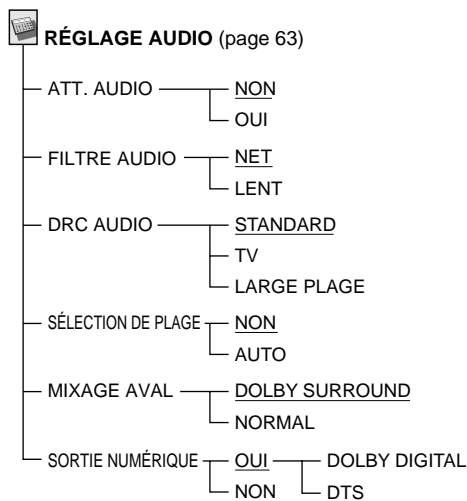 RÉGLAGE AUDIO (page 63)
ATT. AUDIO NON
OUI
FILTRE AUDIO NET
LENT
DRC AUDIO STANDARD
TV
LARGE PLAGE
SÉLECTION DE PLAGE NON
AUTO
MIXAGE AVAL DOLBY SURROUND
NORMAL
SORTIE NUMÉRIQUE OUI DOLBY DIGITAL
NON DTS